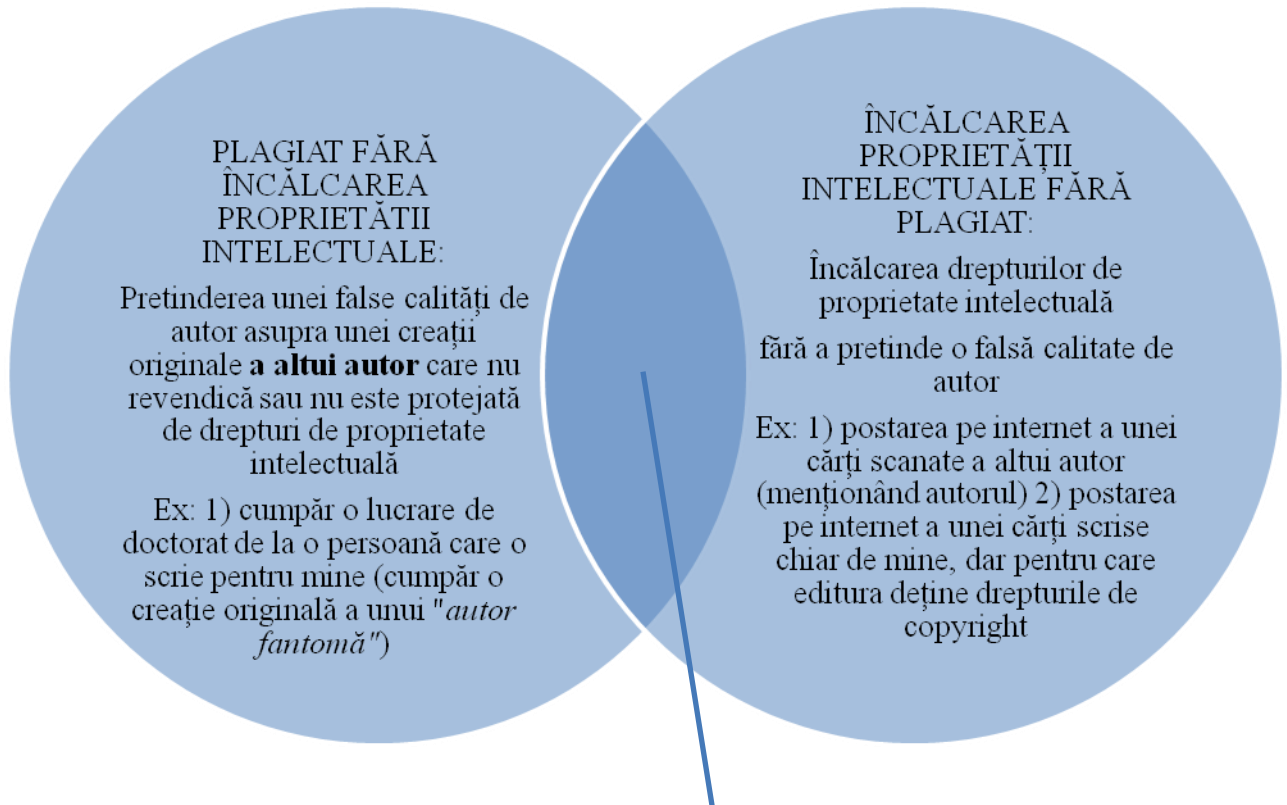 PLAGIAT FĂRĂ
ÎNCĂLCAREA
PROPRIETĂTII
INTELECTUALE:
Pretinderea unei false calități de
autor asupra unei creații
originale a altui autor care nu
revendică sau nu este protejată
de drepturi de proprietate
intelectuală
Ex: 1) cumpăr o lucrare de
doctorat de la o persoană care o
scrie pentru mine (cumpăr o
creație originală a unui "autor
fantomă")
ÎNCĂLCAREA
PROPRIETĂȚII
INTELECTUALE FĂRĂ
PLAGIAT:
Încălcarea drepturilor de
proprietate intelectuală
fără a pretinde o falsă calitate de
autor
Ex: 1) postarea pe internet a unei
cărți scanate a altui autor
(menționând autorul) 2) postarea
pe internet a unei cărți scrise
chiar de mine, dar pentru care
editura deține drepturile de
copyright